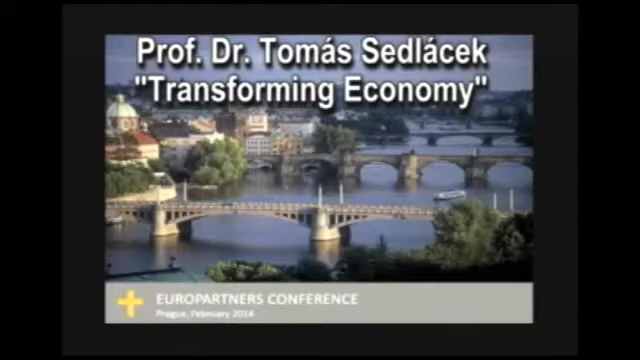 Prof. Dr. Tomás Sedlácek
"Transforming Economy"
EUROPARTNERS CONFERENCE
Prague, February 2014